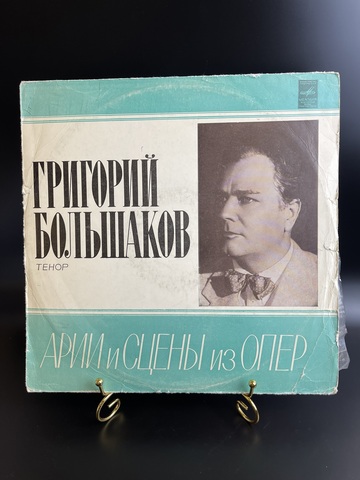 ГРИГОРИЙ
БОЛЬШАКОВ
ТЕНОР
АРИИ и СЦЕНЫ из ОПЕР